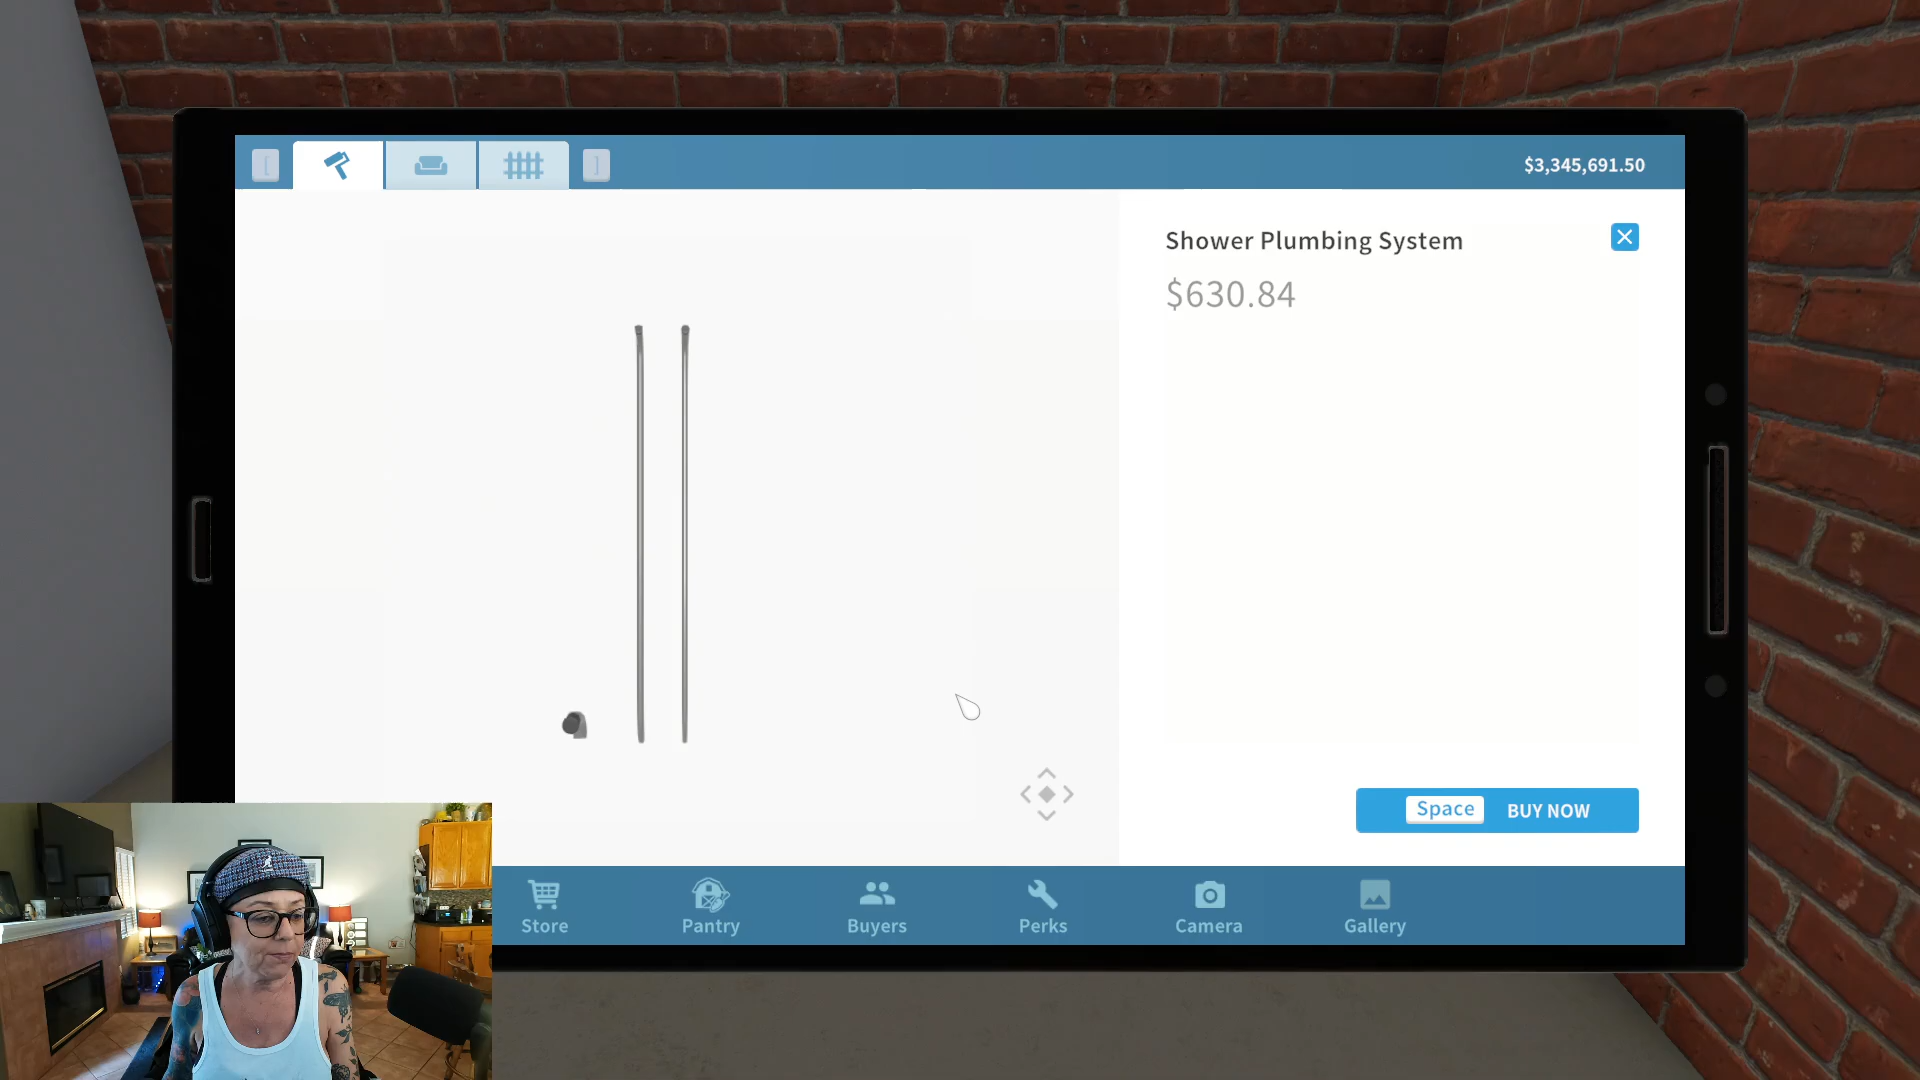 [
]
$3,345,691.50
Shower Plumbing System
$630.84
Space BUY NOW
Store
Pantry
Buyers
Perks
Camera
Gallery